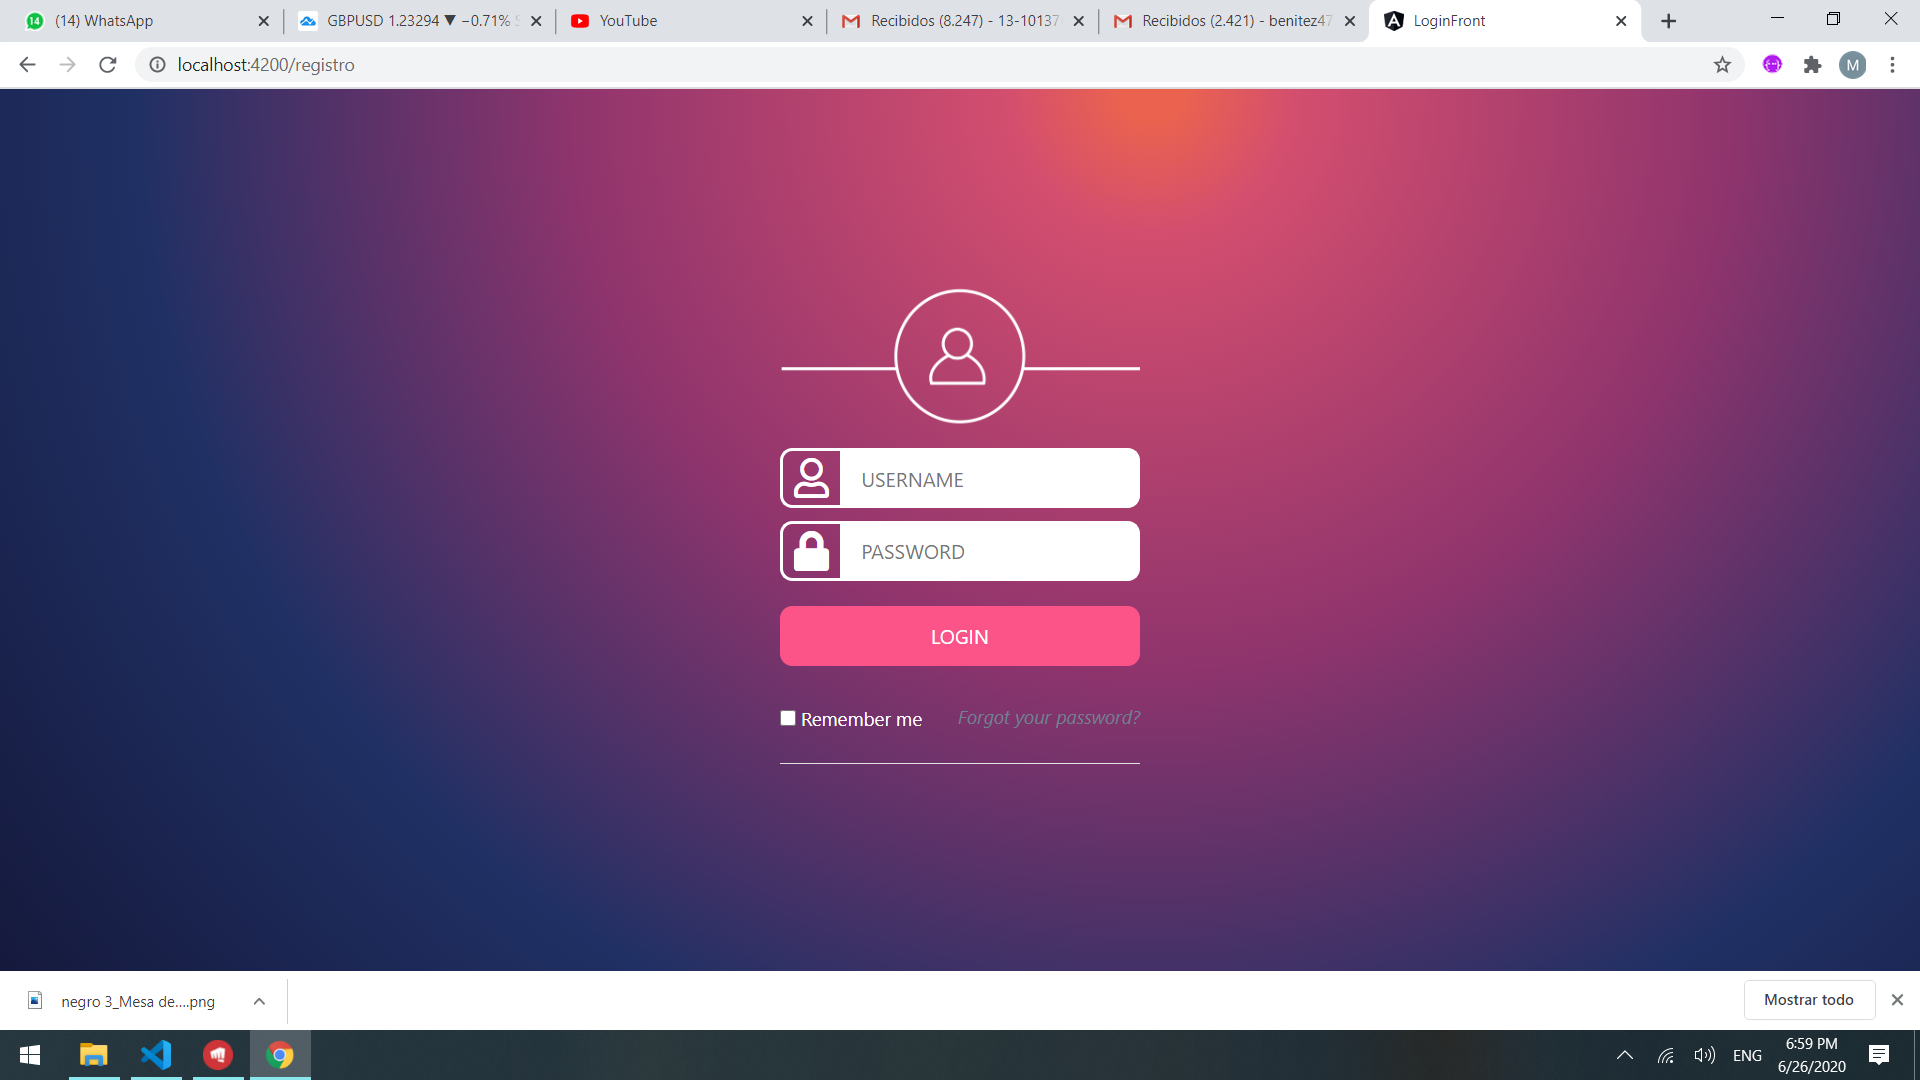 14 (14) WhatsApp
GBPUSD 1.23294 ▼ −0.71% S
YouTube
Recibidos (8.247) - 13-10137
Recibidos (2.421) - benitez47
LoginFront
localhost:4200/registro
M
USERNAME
PASSWORD
LOGIN
Remember me
Forgot your password?
negro 3_Mesa de....png
Mostrar todo
ENG
6:59 PM
6/26/2020